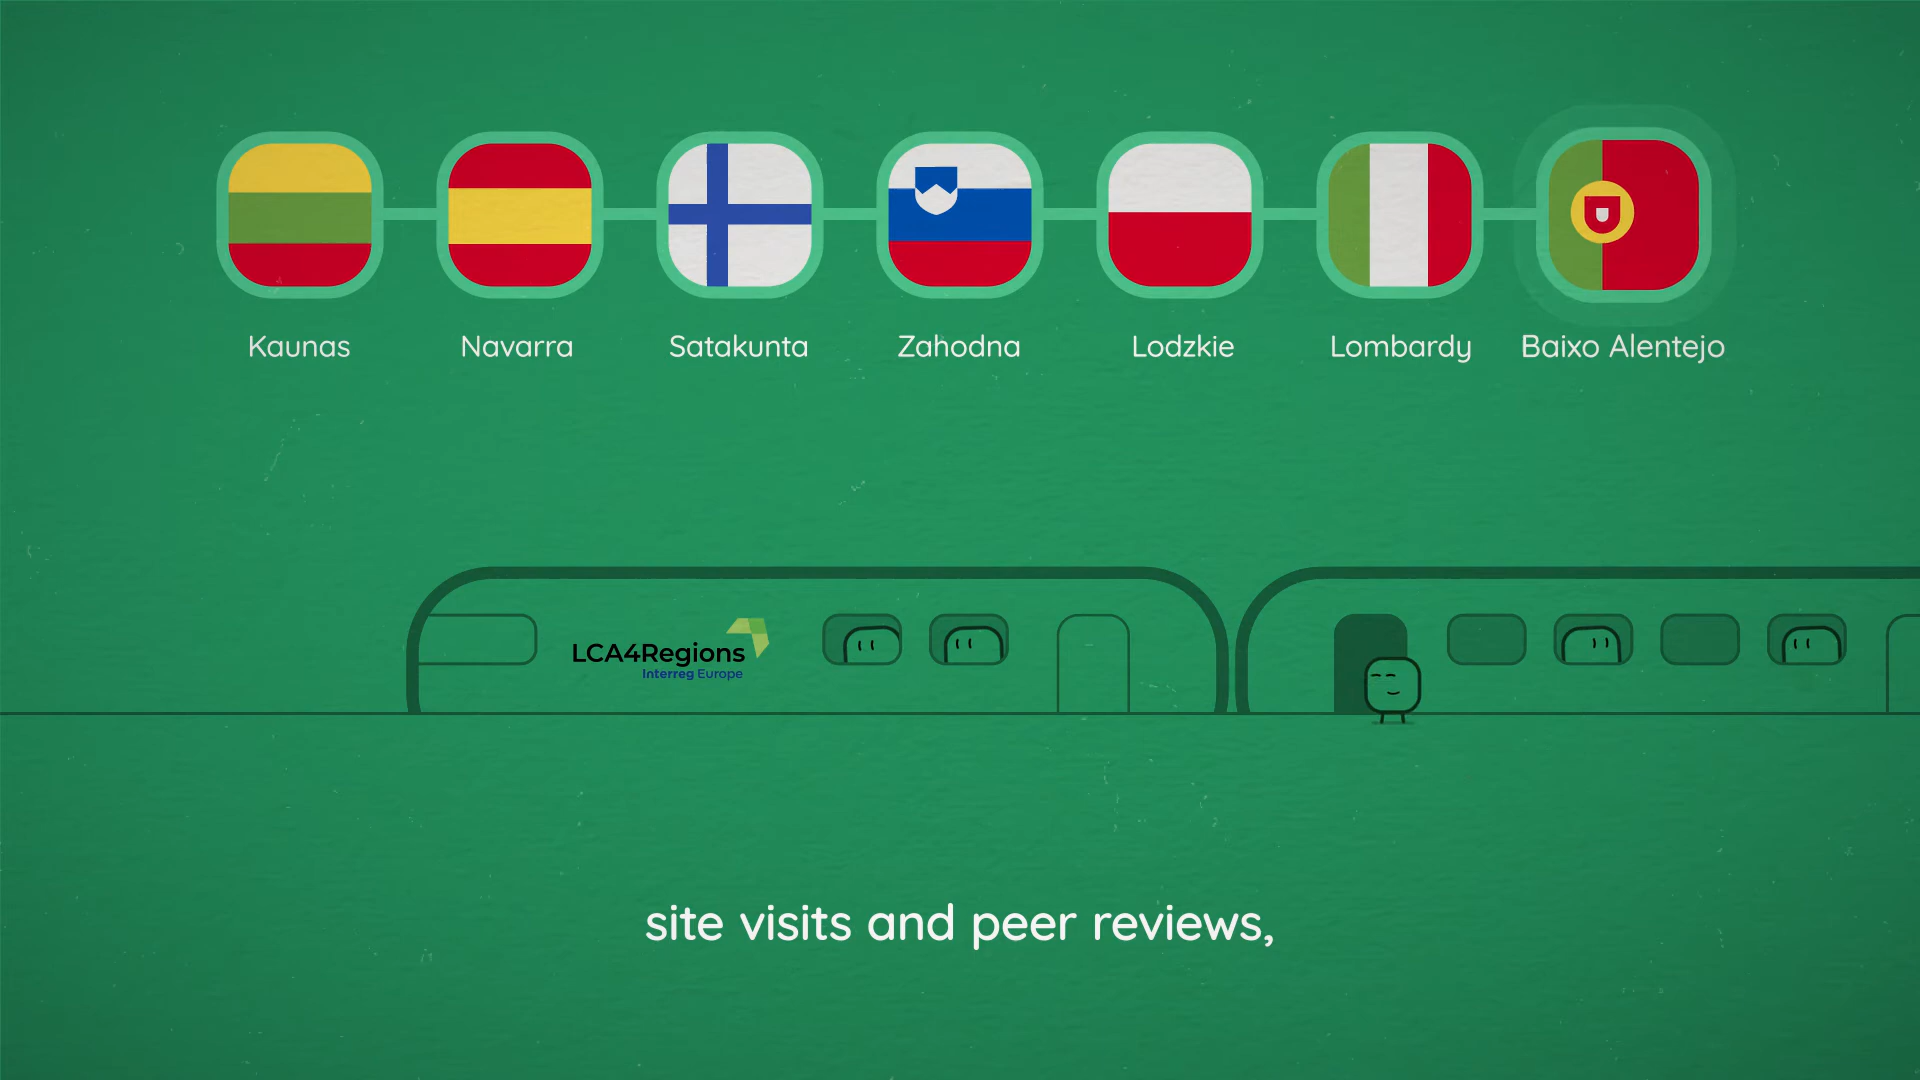 Kaunas
Navarra
Satakunta
Zahodna
Lodzkie
Lombardy
Baixo Alentejo
LCA4Regions
Interreg Europe
site visits and peer reviews,